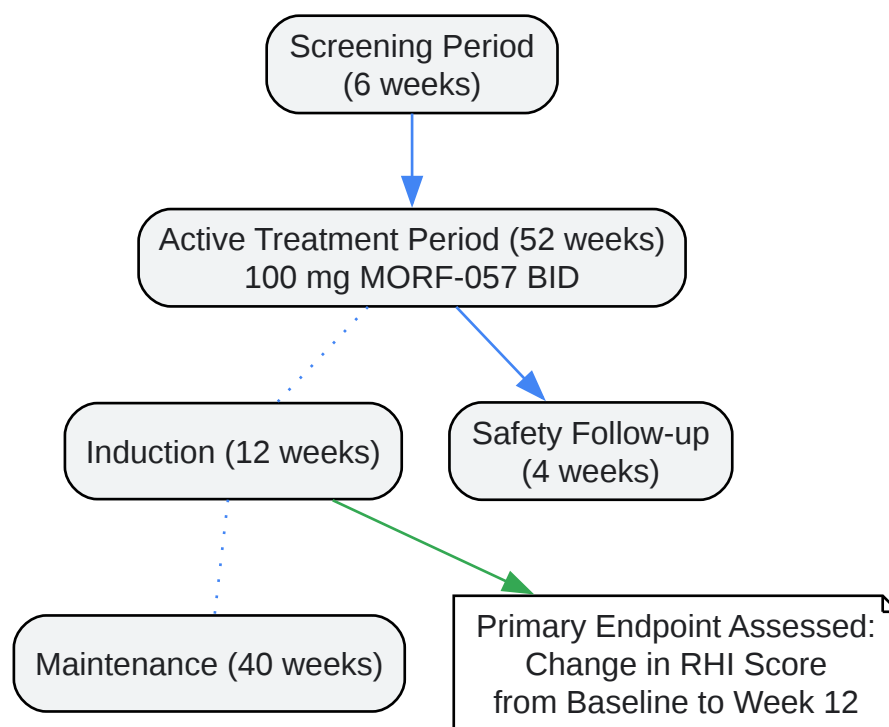 Screening Period
(6 weeks)
Active Treatment Period (52 weeks)
100 mg MORF-057 BID
Induction (12 weeks)
Safety Follow-up
(4 weeks)
Maintenance (40 weeks)
Primary Endpoint Assessed:
Change in RHI Score
from Baseline to Week 12